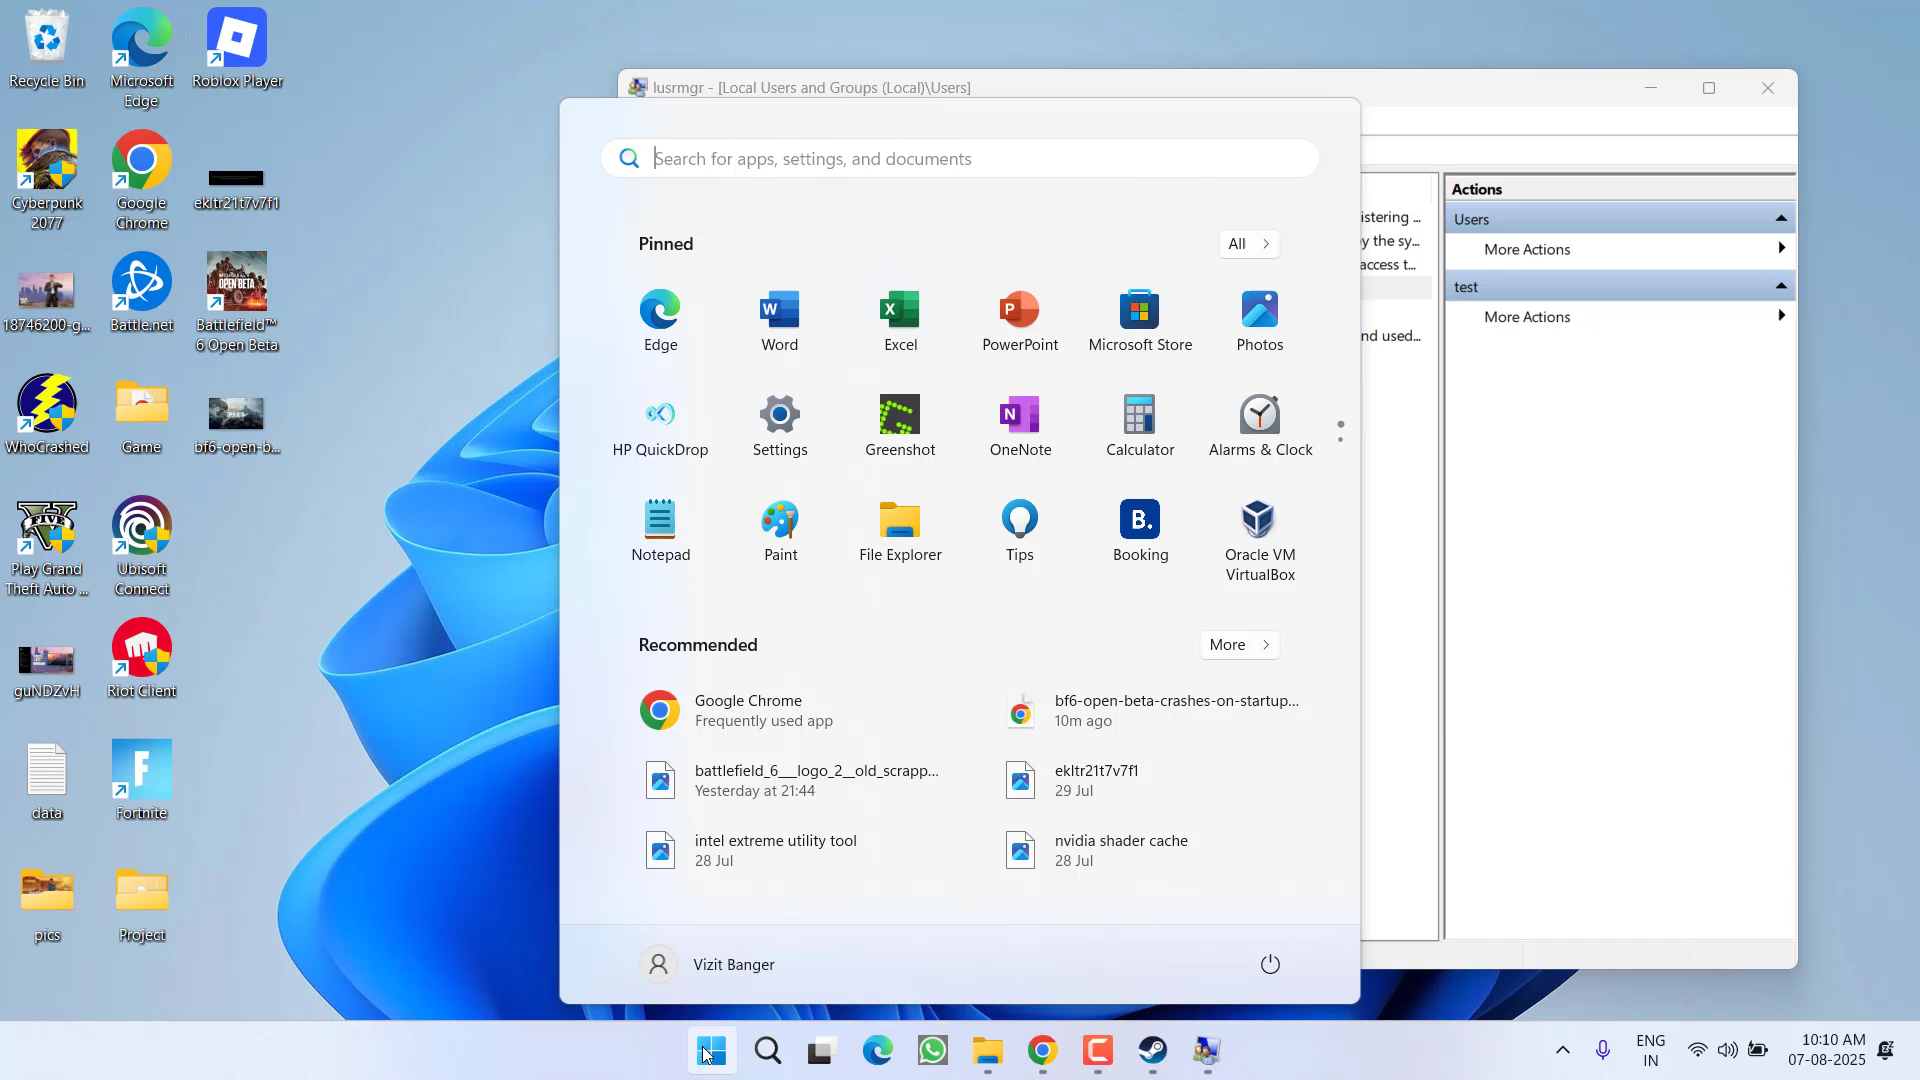 Recycle Bin
Microsoft
Edge
Roblox Player
Cyberpunk
2077
Google
Chrome
ekltr21t7v7f1
18746200-g...
Battle.net
Battlefield™
6 Open Beta
WhoCrashed
Game
bf6-open-b...
Play Grand
Theft Auto ...
Ubisoft
Connect
guNDZvH
Riot Client
data
Fortnite
pics
Project
lusrmgr - [Local Users and Groups (Local)\Users]
Search for apps, settings, and documents
Pinned
All
Edge
Word
Excel
PowerPoint
Microsoft Store
Photos
HP QuickDrop
Settings
Greenshot
OneNote
Calculator
Alarms & Clock
Notepad
Paint
File Explorer
Tips
Booking
Oracle VM
VirtualBox
Recommended
More
Google Chrome
Frequently used app
bf6-open-beta-crashes-on-startup...
10m ago
battlefield_6__logo_2__old_scrapp...
Yesterday at 21:44
ekltr21t7v7f1
29 Jul
intel extreme utility tool
28 Jul
nvidia shader cache
28 Jul
Vizit Banger
istering ...
y the sy...
access t...
nd used...
Actions
Users
More Actions
test
More Actions
ENG
IN
10:10 AM
07-08-2025